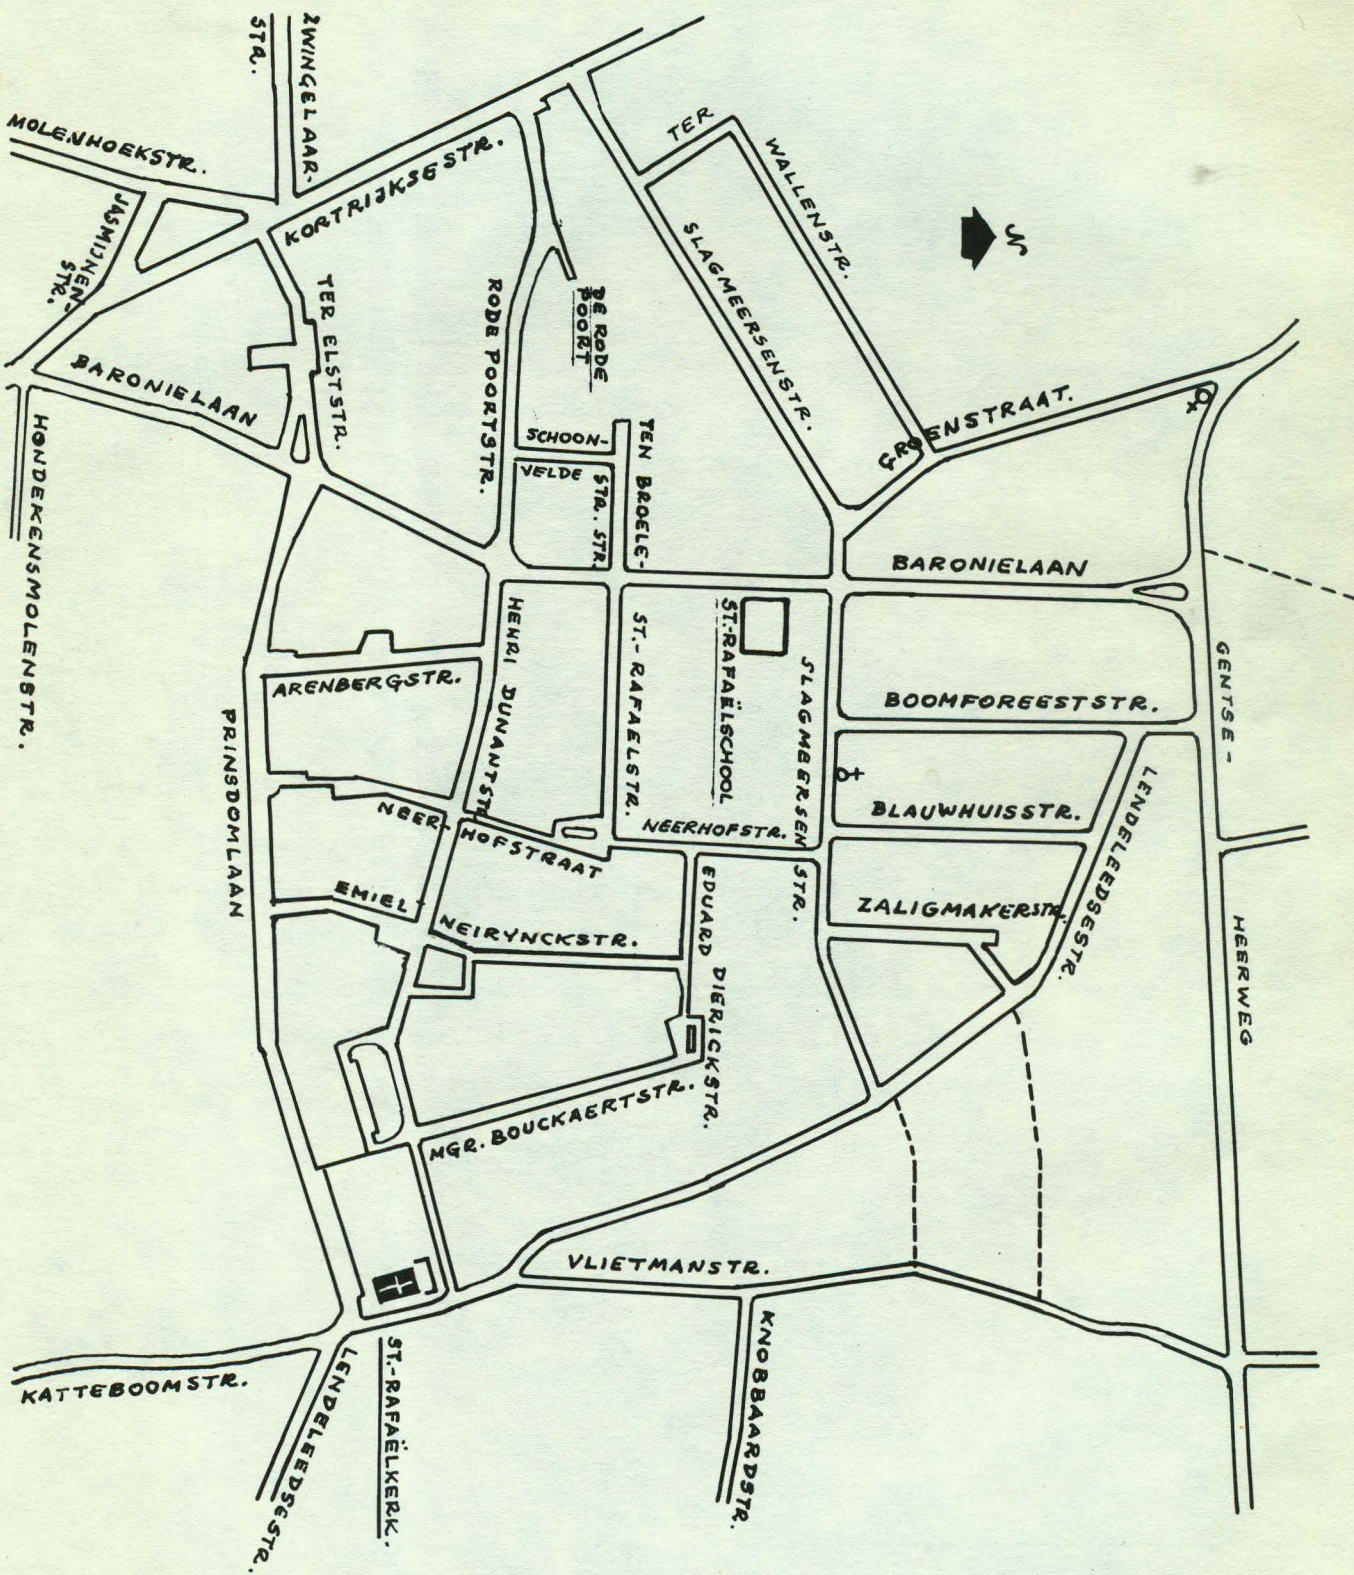 ZWINGELAAR-
STR.
MOLENHOEKSTR.
JASMIJNEN-
STR.
KORTRIJKSESTR.
TER ELSTSTR.
BARONIELAAN
HONDEKENSMOLENSTR.
RODE POORTSTR.
DE RODE
POORT
SCHOON-
VELDE
STR.
TEN BROELE-
STR.
TER
WALLENSTR.
SLAGMEERSENSTR.
GROENSTRAAT.
N
BARONIELAAN
GENTSE-
HEERWEG
BOOMFOREESTSTR.
BLAUWHUISSTR.
ZALIGMAKERSTR.
LENDELEEDSESTR.
SLAGMEERSEN
STR.
ST.-RAFAËLSCHOOL
ST.-RAFAELSTR.
HENRI DUNANTSTR.
ARENBERGSTR.
PRINSDOMLAAN
NEER-
HOFSTRAAT
NEERHOFSTR.
EMIEL-
NEIRYNCKSTR.
EDUARD DIERICKSTR.
MGR. BOUCKAERTSTR.
VLIETMANSTR.
KNOBBAARDSTR.
KATTEBOOMSTR.
LENDELEEDSESTR.
ST.-RAFAËLKERK.